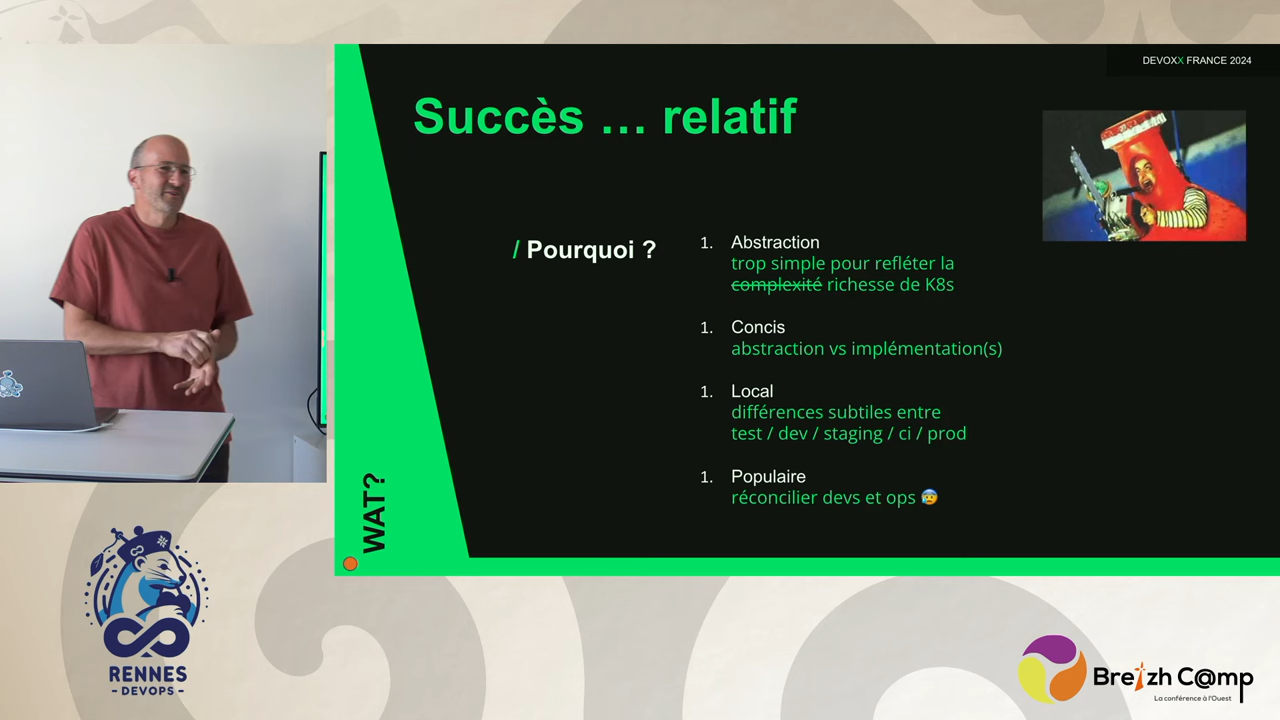 DEVOXX FRANCE 2024
Succès … relatif
/ Pourquoi ?
1. Abstraction
trop simple pour refléter la
complexité richesse de K8s
1. Concis
abstraction vs implémentation(s)
1. Local
différences subtiles entre
test / dev / staging / ci / prod
1. Populaire
réconcilier devs et ops 😰
WAT?
RENNES
- DEVOPS -
Breizh C@mp
La conférence à l'Ouest